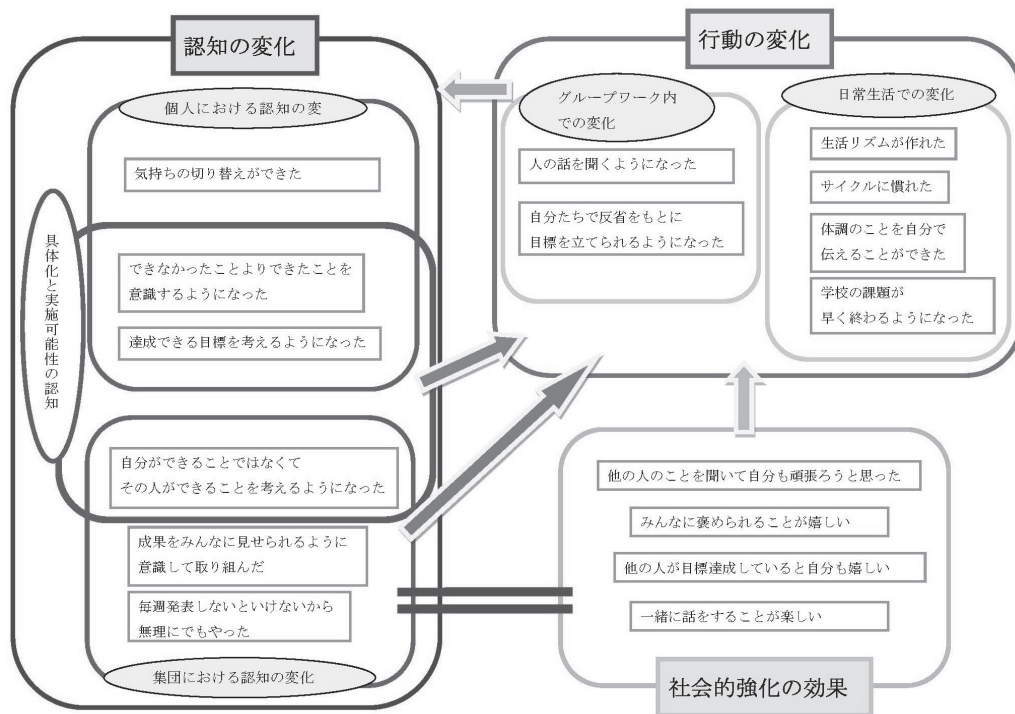 認知の変化
個人における認知の変
気持ちの切り替えができた
具体化と実施可能性の認知
できなかったことよりできたことを
意識するようになった
達成できる目標を考えるようになった
自分ができることではなくて
その人ができることを考えるようになった
成果をみんなに見せられるように
意識して取り組んだ
毎週発表しないといけないから
無理にでもやった
集団における認知の変化
行動の変化
グループワーク内
での変化
人の話を聞くようになった
自分たちで反省をもとに
目標を立てられるようになった
日常生活での変化
生活リズムが作れた
サイクルに慣れた
体調のことを自分で
伝えることができた
学校の課題が
早く終わるようになった
他の人のことを聞いて自分も頑張ろうと思った
みんなに褒められることが嬉しい
他の人が目標達成していると自分も嬉しい
一緒に話をすることが楽しい
社会的強化の効果